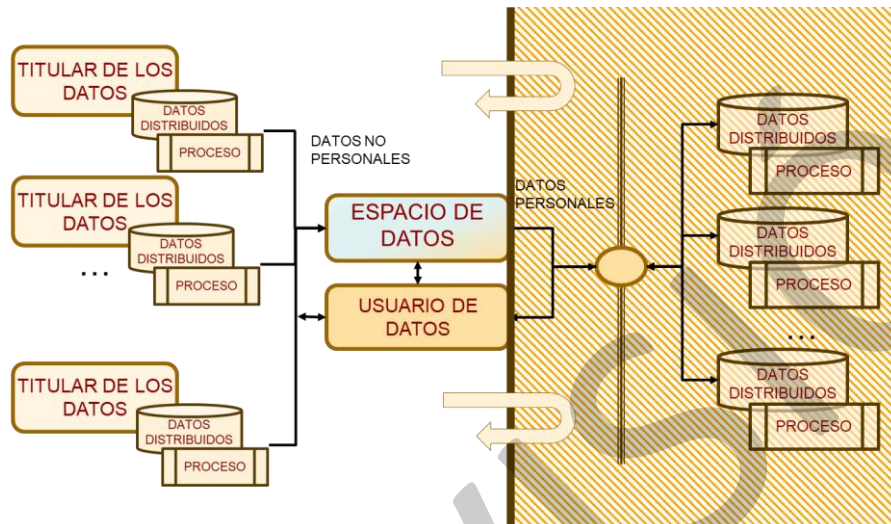 TITULAR DE LOS
DATOS
DATOS
DISTRIBUIDOS
PROCESO
TITULAR DE LOS
DATOS
...
DATOS
DISTRIBUIDOS
PROCESO
TITULAR DE LOS
DATOS
DATOS
DISTRIBUIDOS
PROCESO
DATOS NO
PERSONALES
ESPACIO DE
DATOS
USUARIO DE
DATOS
DATOS
PERSONALES
DATOS
DISTRIBUIDOS
PROCESO
DATOS
DISTRIBUIDOS
PROCESO
...
DATOS
DISTRIBUIDOS
PROCESO